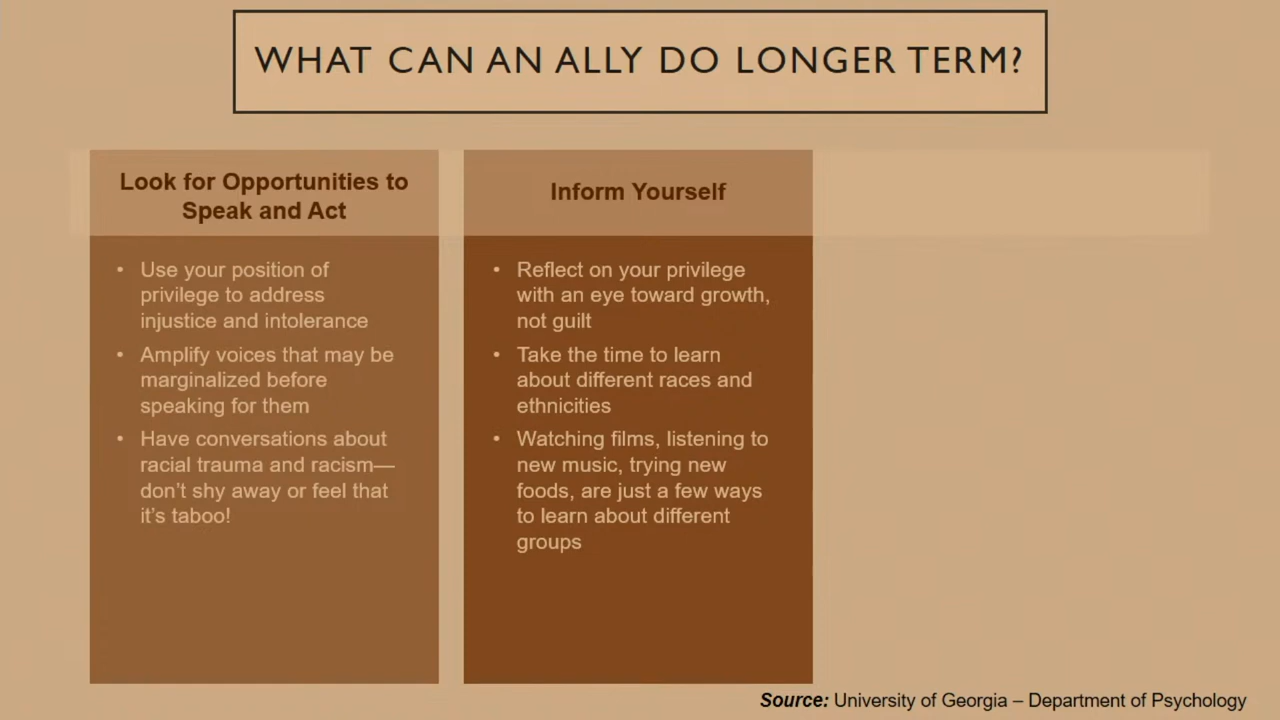 WHAT CAN AN ALLY DO LONGER TERM?
Look for Opportunities to
Speak and Act
• Use your position of
privilege to address
injustice and intolerance
• Amplify voices that may be
marginalized before
speaking for them
• Have conversations about
racial trauma and racism—
don’t shy away or feel that
it’s taboo!
Inform Yourself
• Reflect on your privilege
with an eye toward growth,
not guilt
• Take the time to learn
about different races and
ethnicities
• Watching films, listening to
new music, trying new
foods, are just a few ways
to learn about different
groups
Source: University of Georgia – Department of Psychology